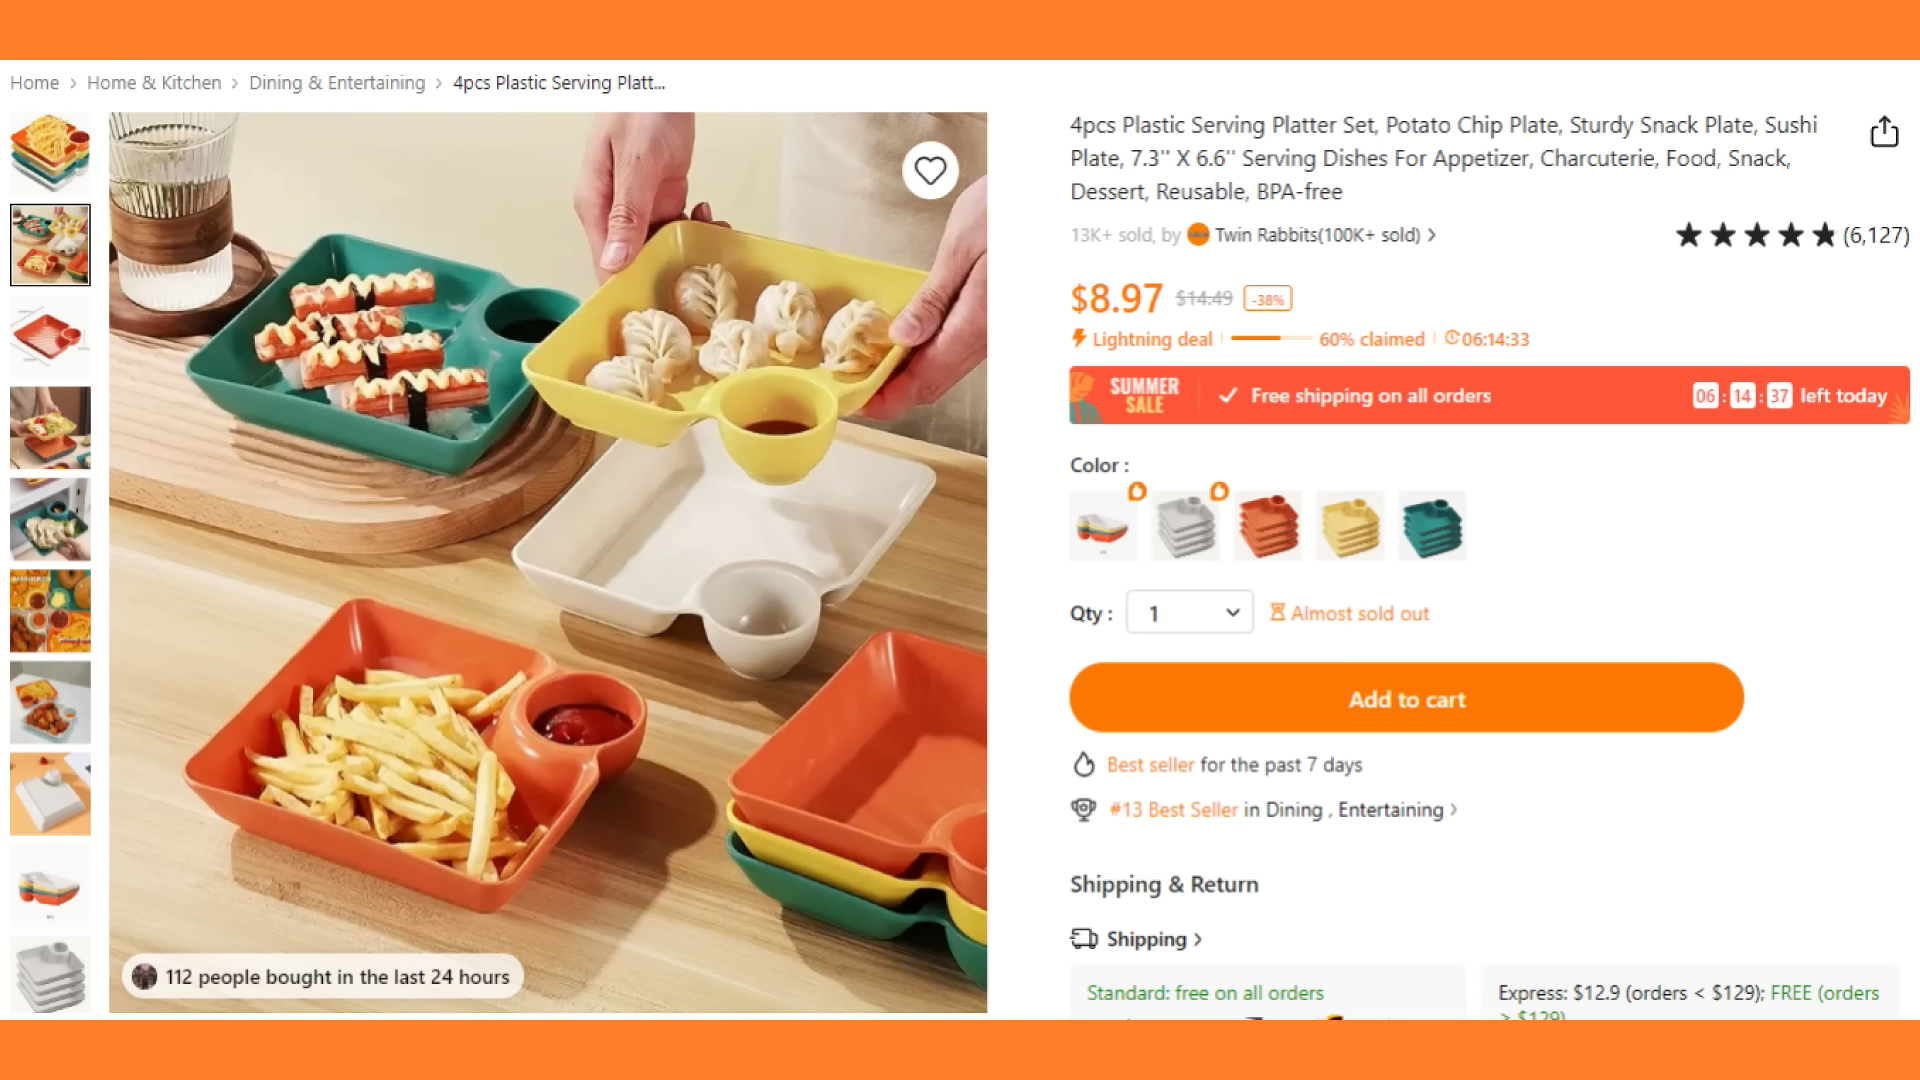 Home > Home & Kitchen > Dining & Entertaining > 4pcs Plastic Serving Platt...
4pcs Plastic Serving Platter Set, Potato Chip Plate, Sturdy Snack Plate, Sushi
Plate, 7.3'' X 6.6'' Serving Dishes For Appetizer, Charcuterie, Food, Snack,
Dessert, Reusable, BPA-free
13K+ sold, by Twin Rabbits(100K+ sold) >
(6,127)
$8.97 $14.49 -38%
Lightning deal 60% claimed 06:14:33
SUMMER
SALE
Free shipping on all orders
06 : 14 : 37 left today
Color :
Qty : 1 Almost sold out
Add to cart
Best seller for the past 7 days
#13 Best Seller in Dining , Entertaining >
Shipping & Return
Shipping >
Standard: free on all orders
Express: $12.9 (orders < $129); FREE (orders
> $129)
112 people bought in the last 24 hours